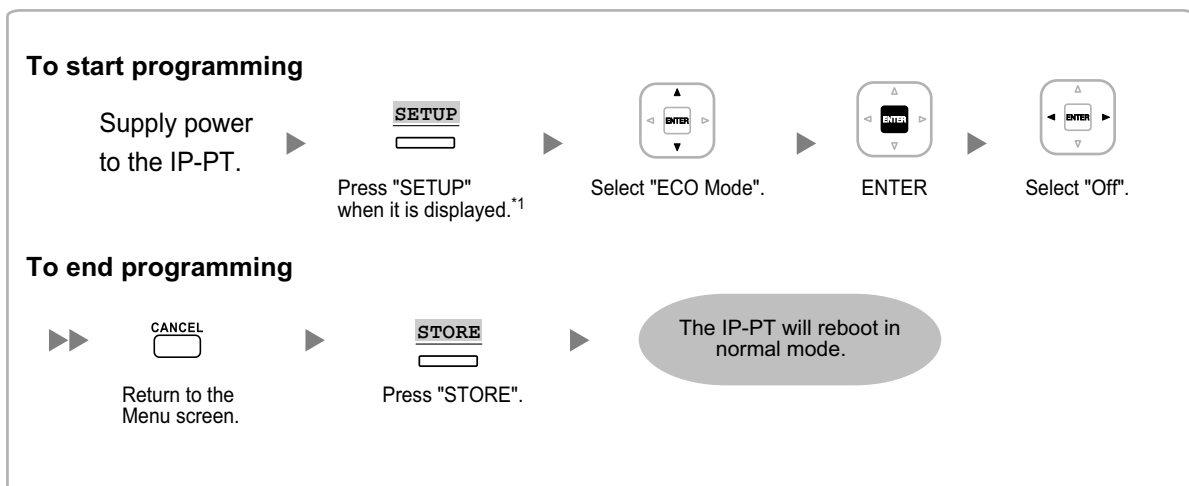 To start programming
Supply power
to the IP-PT.
SETUP
Press "SETUP"
when it is displayed.*1
ENTER
Select "ECO Mode".
ENTER
ENTER
ENTER
Select "Off".
To end programming
CANCEL
Return to the
Menu screen.
STORE
Press "STORE".
The IP-PT will reboot in
normal mode.